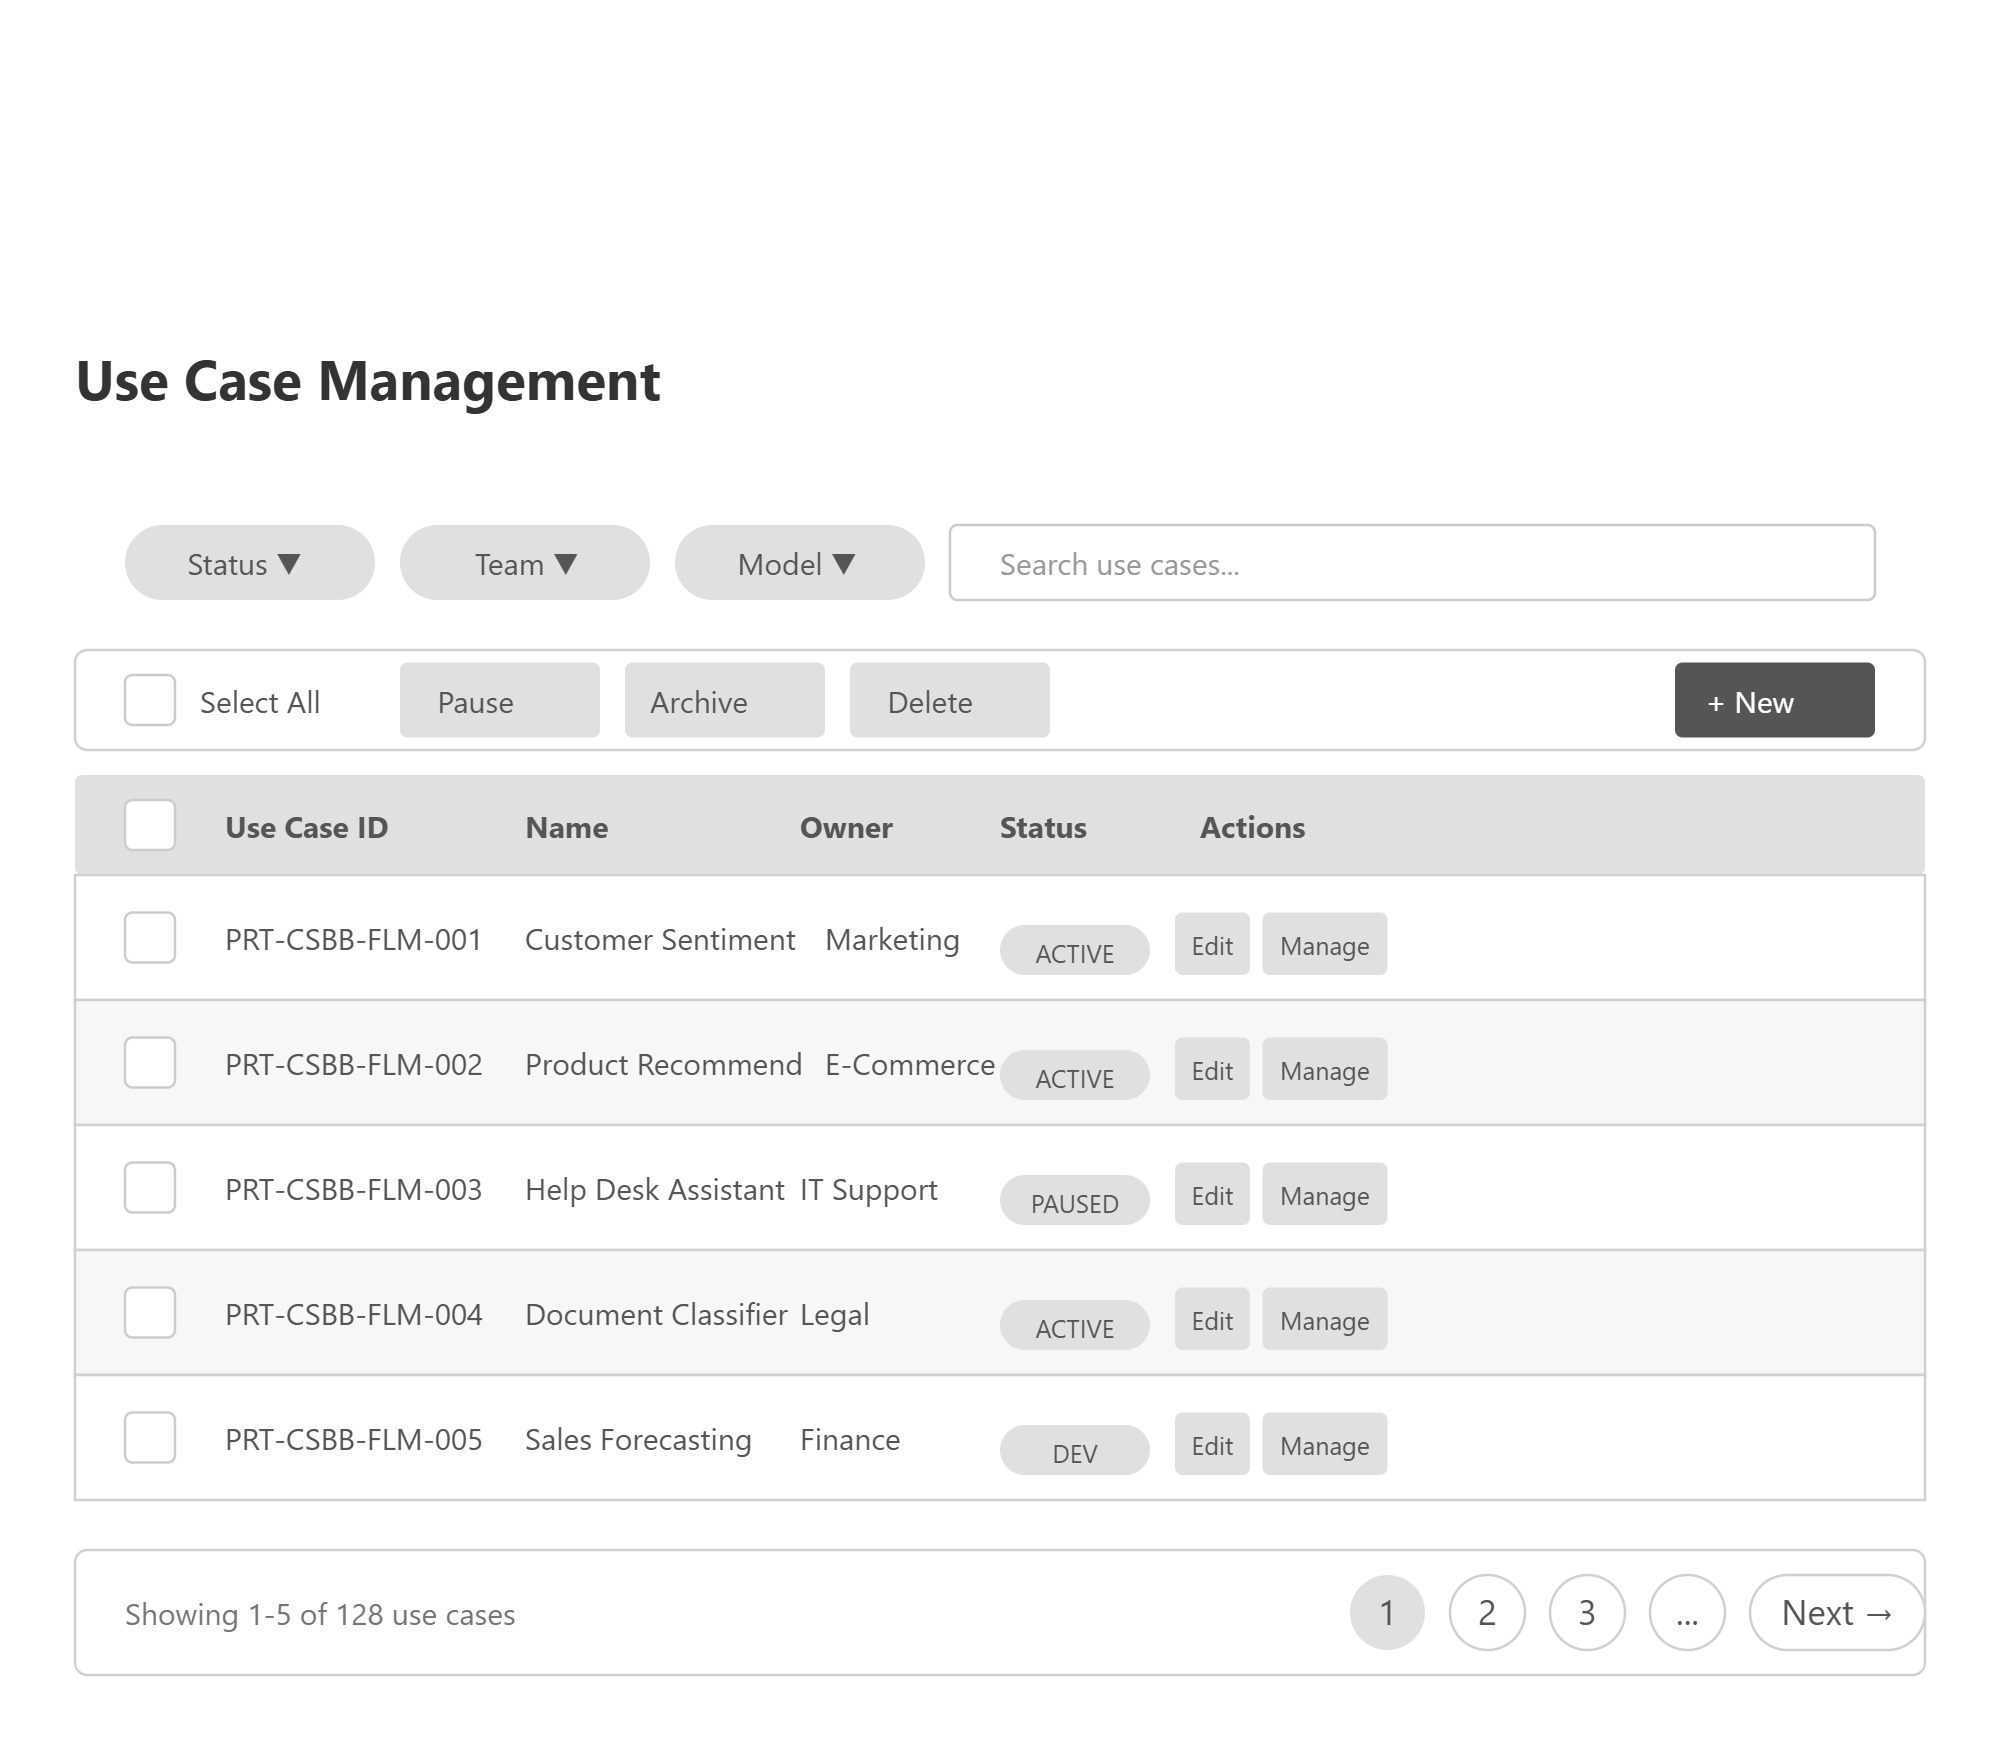 Use Case Management
Status ▼ Team ▼ Model ▼ Search use cases...
Select All Pause Archive Delete + New
Use Case ID Name Owner Status Actions
PRT-CSBB-FLM-001 Customer Sentiment Marketing ACTIVE Edit Manage
PRT-CSBB-FLM-002 Product Recommend E-Commerce ACTIVE Edit Manage
PRT-CSBB-FLM-003 Help Desk Assistant IT Support PAUSED Edit Manage
PRT-CSBB-FLM-004 Document Classifier Legal ACTIVE Edit Manage
PRT-CSBB-FLM-005 Sales Forecasting Finance DEV Edit Manage
Showing 1-5 of 128 use cases 1 2 3 ... Next →